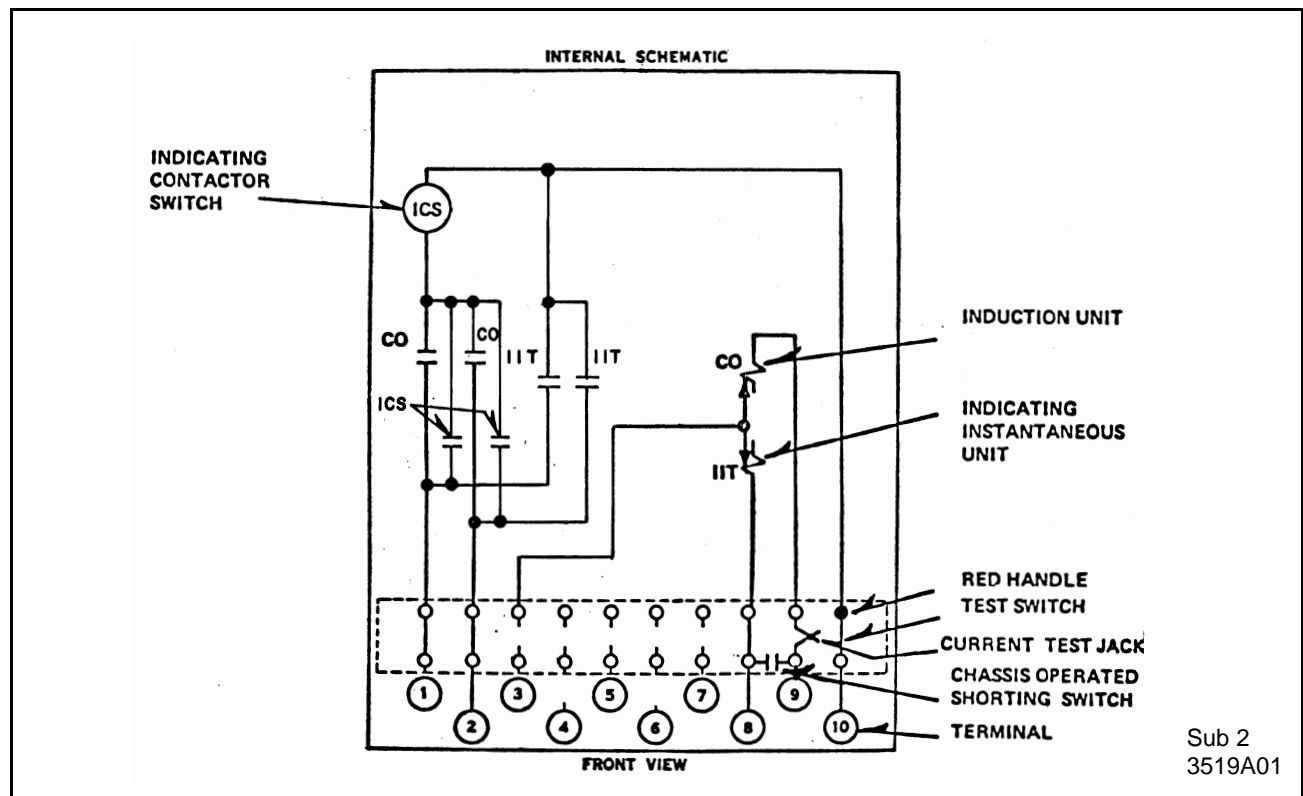 INTERNAL SCHEMATIC
INDICATING
CONTACTOR
SWITCH
ICS
CO
CO
IIT
IIT
ICS
CO
IIT
INDUCTION UNIT
INDICATING
INSTANTANEOUS
UNIT
RED HANDLE
TEST SWITCH
CURRENT TEST JACK
CHASSIS OPERATED
SHORTING SWITCH
TERMINAL
1
3
5
7
9
2
4
6
8
10
FRONT VIEW
Sub 2
3519A01